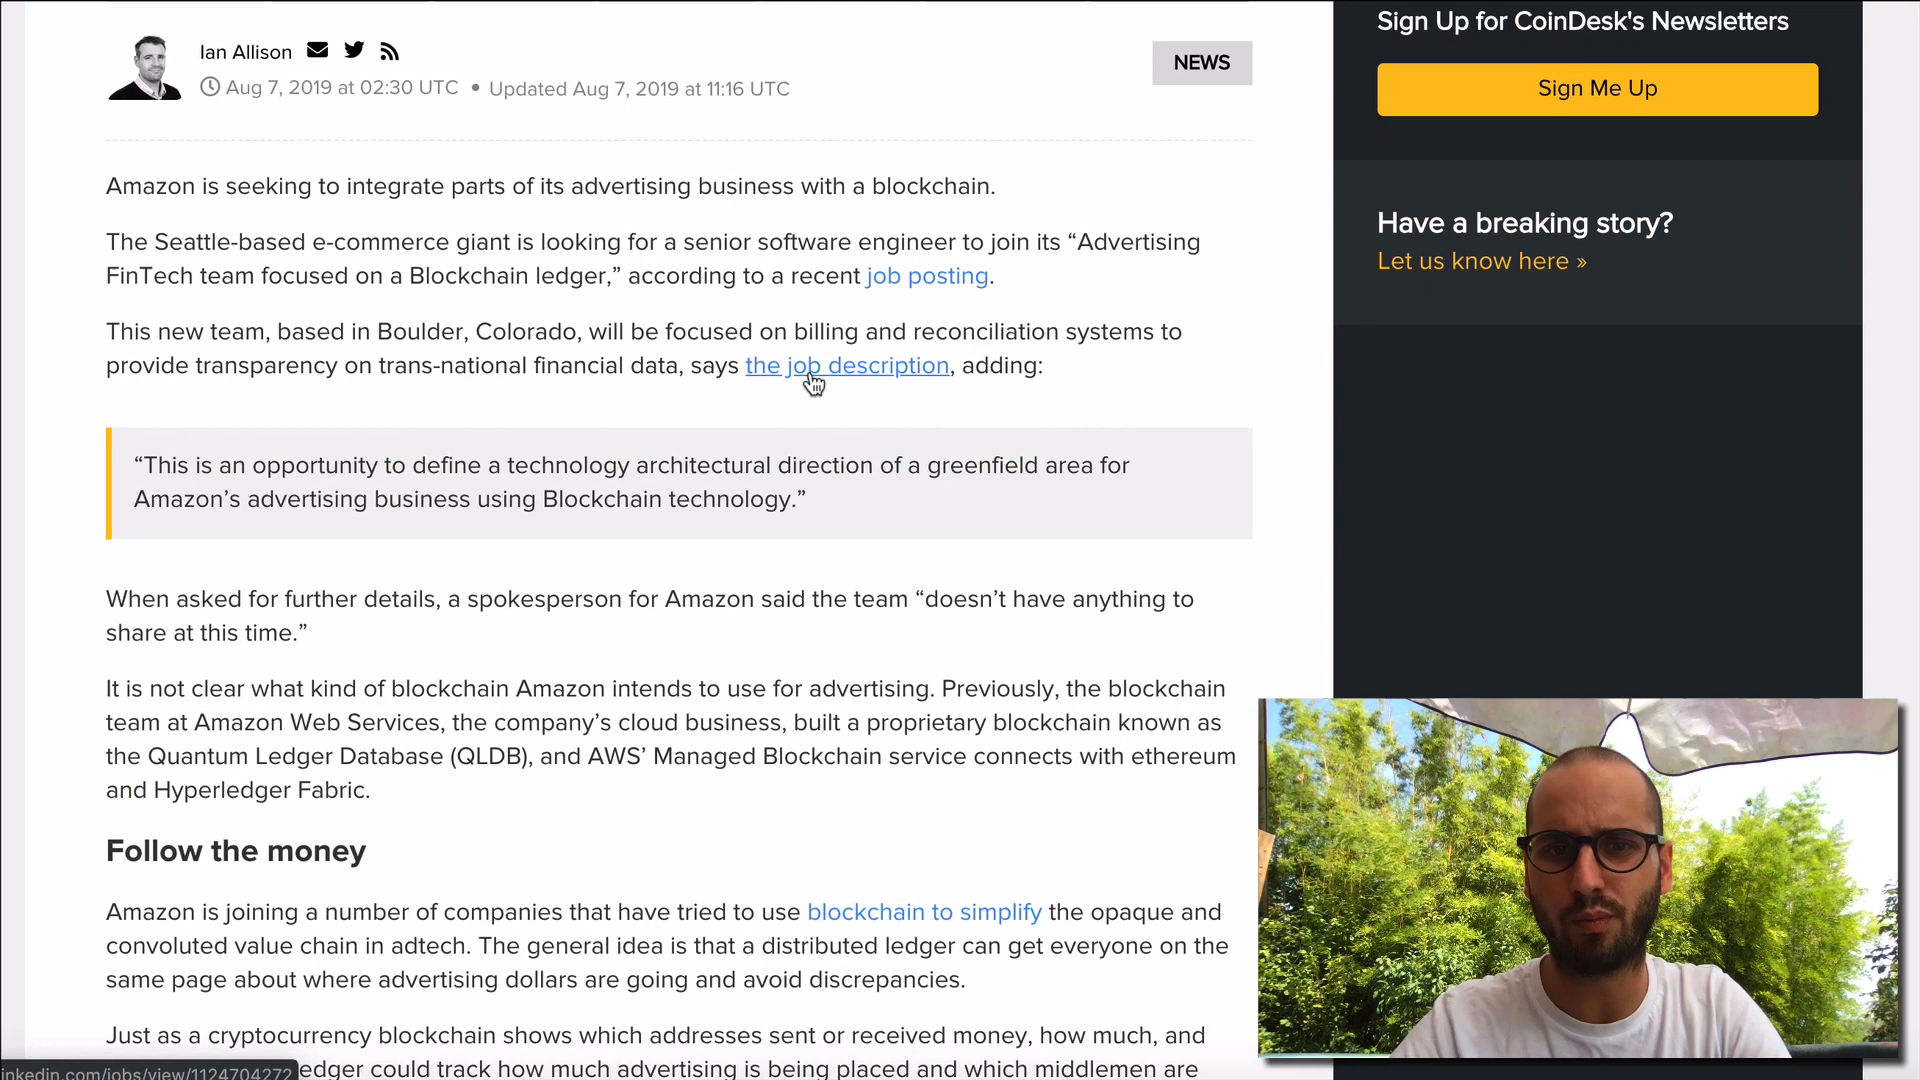 Ian Allison
Aug 7, 2019 at 02:30 UTC • Updated Aug 7, 2019 at 11:16 UTC
NEWS
Amazon is seeking to integrate parts of its advertising business with a blockchain.
The Seattle-based e-commerce giant is looking for a senior software engineer to join its “Advertising
FinTech team focused on a Blockchain ledger,” according to a recent job posting.
This new team, based in Boulder, Colorado, will be focused on billing and reconciliation systems to
provide transparency on trans-national financial data, says the job description, adding:
“This is an opportunity to define a technology architectural direction of a greenfield area for
Amazon’s advertising business using Blockchain technology.”
When asked for further details, a spokesperson for Amazon said the team “doesn’t have anything to
share at this time.”
It is not clear what kind of blockchain Amazon intends to use for advertising. Previously, the blockchain
team at Amazon Web Services, the company’s cloud business, built a proprietary blockchain known as
the Quantum Ledger Database (QLDB), and AWS’ Managed Blockchain service connects with ethereum
and Hyperledger Fabric.
Follow the money
Amazon is joining a number of companies that have tried to use blockchain to simplify the opaque and
convoluted value chain in adtech. The general idea is that a distributed ledger can get everyone on the
same page about where advertising dollars are going and avoid discrepancies.
Just as a cryptocurrency blockchain shows which addresses sent or received money, how much, and
edger could track how much advertising is being placed and which middlemen are
inkedin.com/jobs/view/1124704272
Sign Up for CoinDesk's Newsletters
Sign Me Up
Have a breaking story?
Let us know here »